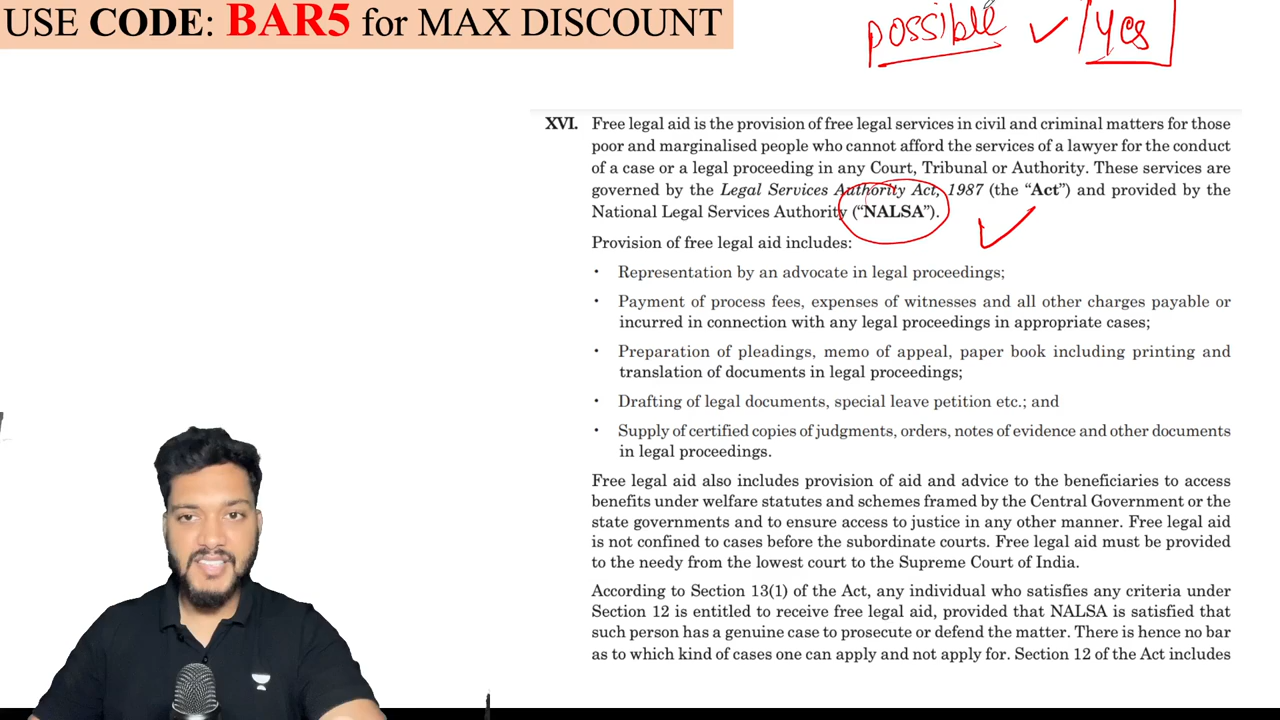 USE CODE: BAR5 for MAX DISCOUNT
possible / yes
XVI. Free legal aid is the provision of free legal services in civil and criminal matters for those
poor and marginalised people who cannot afford the services of a lawyer for the conduct
of a case or a legal proceeding in any Court, Tribunal or Authority. These services are
governed by the Legal Services Authority Act, 1987 (the “Act”) and provided by the
National Legal Services Authority (“NALSA”).
Provision of free legal aid includes:
• Representation by an advocate in legal proceedings;
• Payment of process fees, expenses of witnesses and all other charges payable or
incurred in connection with any legal proceedings in appropriate cases;
• Preparation of pleadings, memo of appeal, paper book including printing and
translation of documents in legal proceedings;
• Drafting of legal documents, special leave petition etc.; and
• Supply of certified copies of judgments, orders, notes of evidence and other documents
in legal proceedings.
Free legal aid also includes provision of aid and advice to the beneficiaries to access
benefits under welfare statutes and schemes framed by the Central Government or the
state governments and to ensure access to justice in any other manner. Free legal aid
is not confined to cases before the subordinate courts. Free legal aid must be provided
to the needy from the lowest court to the Supreme Court of India.
According to Section 13(1) of the Act, any individual who satisfies any criteria under
Section 12 is entitled to receive free legal aid, provided that NALSA is satisfied that
such person has a genuine case to prosecute or defend the matter. There is hence no bar
as to which kind of cases one can apply and not apply for. Section 12 of the Act includes